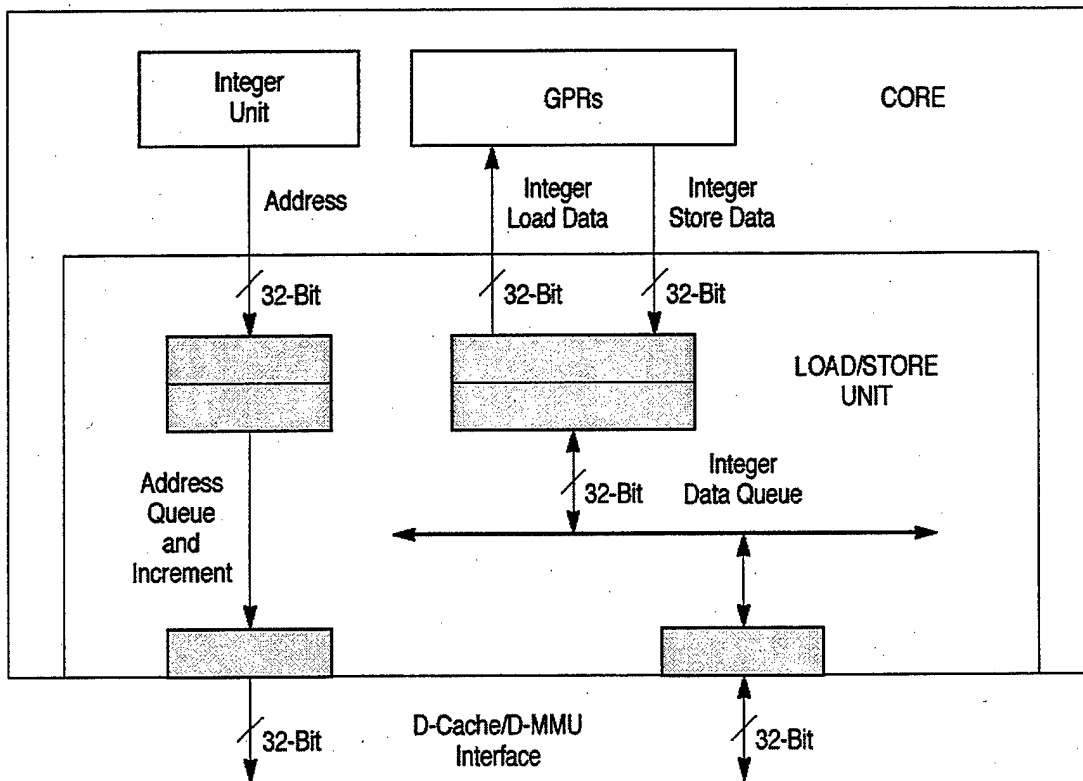 Integer
Unit
GPRs
CORE
Address
Integer
Load Data
Integer
Store Data
32-Bit
32-Bit
32-Bit
LOAD/STORE
UNIT
Address
Queue
and
Increment
32-Bit
Integer
Data Queue
32-Bit
D-Cache/D-MMU
Interface
32-Bit